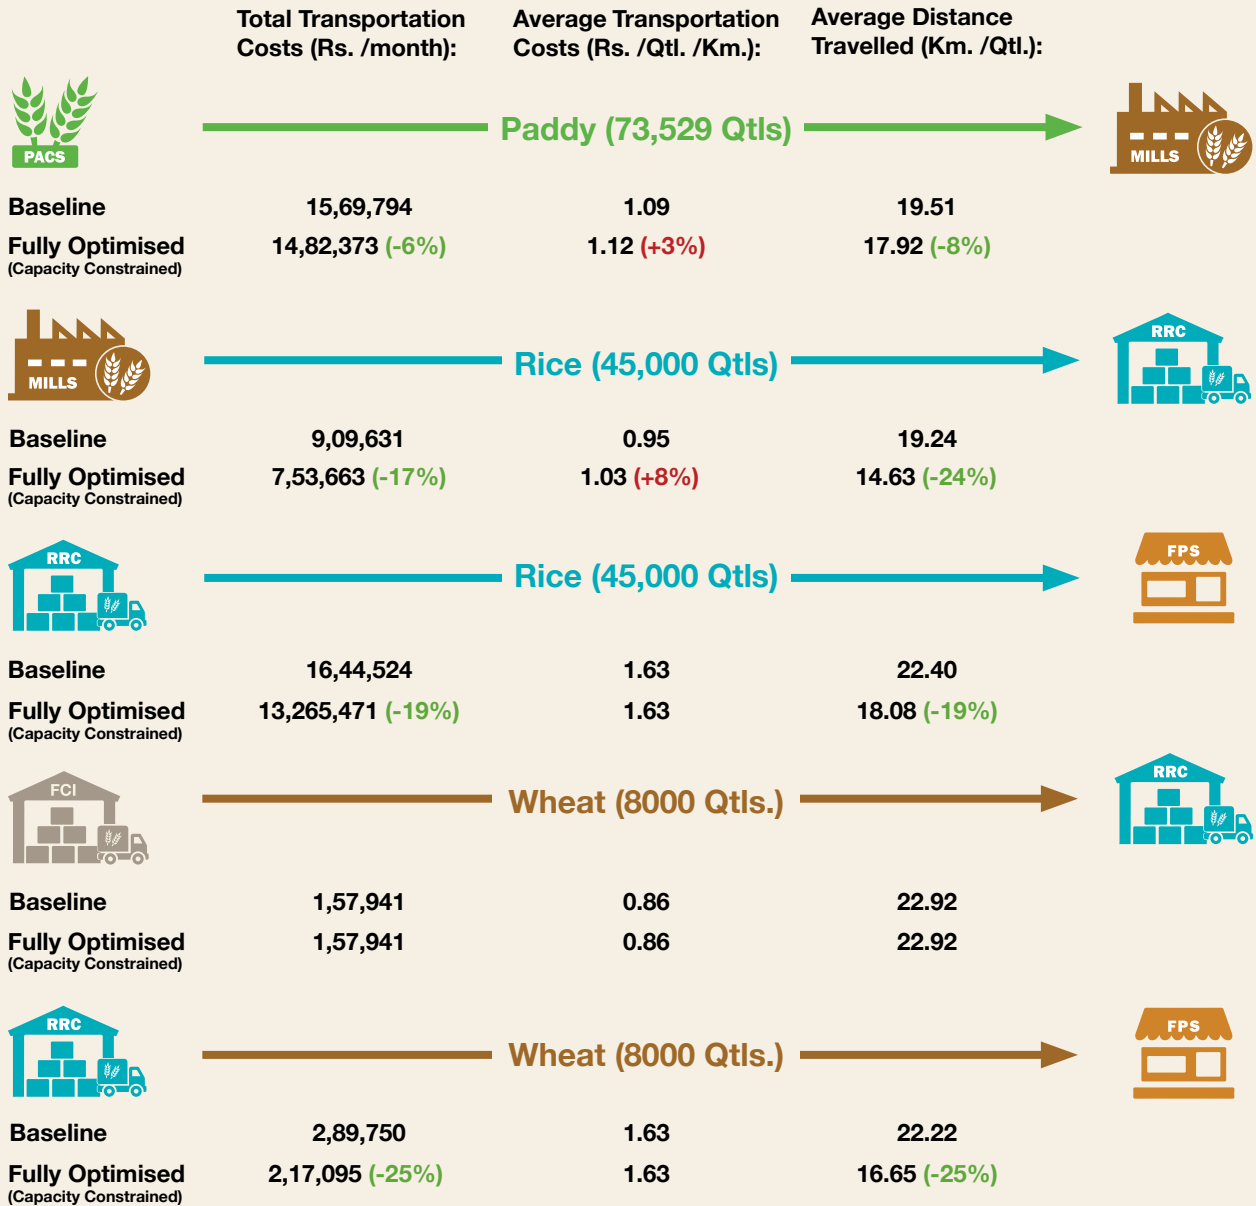 Total Transportation
Costs (Rs. /month):
Average Transportation
Costs (Rs. /Qtl. /Km.):
Average Distance
Travelled (Km. /Qtl.):
PACS
Paddy (73,529 Qtls)
MILLS
Baseline 15,69,794 1.09 19.51
Fully Optimised 14,82,373 (-6%) 1.12 (+3%) 17.92 (-8%)
(Capacity Constrained)
MILLS
Rice (45,000 Qtls)
RRC
Baseline 9,09,631 0.95 19.24
Fully Optimised 7,53,663 (-17%) 1.03 (+8%) 14.63 (-24%)
(Capacity Constrained)
RRC
Rice (45,000 Qtls)
FPS
Baseline 16,44,524 1.63 22.40
Fully Optimised 13,265,471 (-19%) 1.63 18.08 (-19%)
(Capacity Constrained)
FCI
Wheat (8000 Qtls.)
RRC
Baseline 1,57,941 0.86 22.92
Fully Optimised 1,57,941 0.86 22.92
(Capacity Constrained)
RRC
Wheat (8000 Qtls.)
FPS
Baseline 2,89,750 1.63 22.22
Fully Optimised 2,17,095 (-25%) 1.63 16.65 (-25%)
(Capacity Constrained)